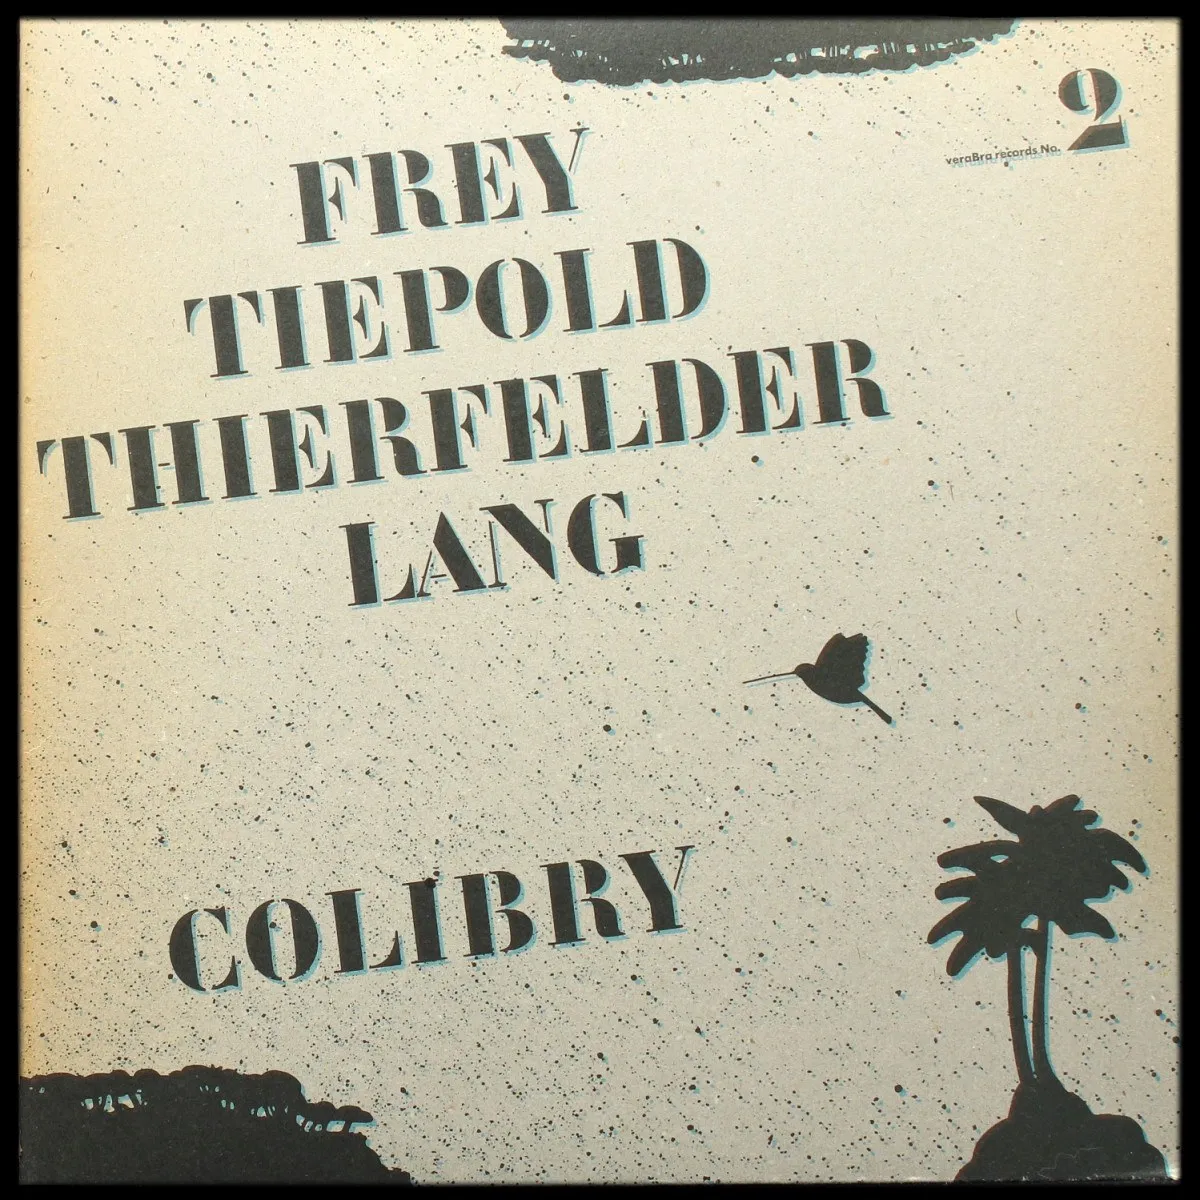 FREY
TIEPOLD
THIERFELDER
LANG
veraBra records No. 2
COLIBRY